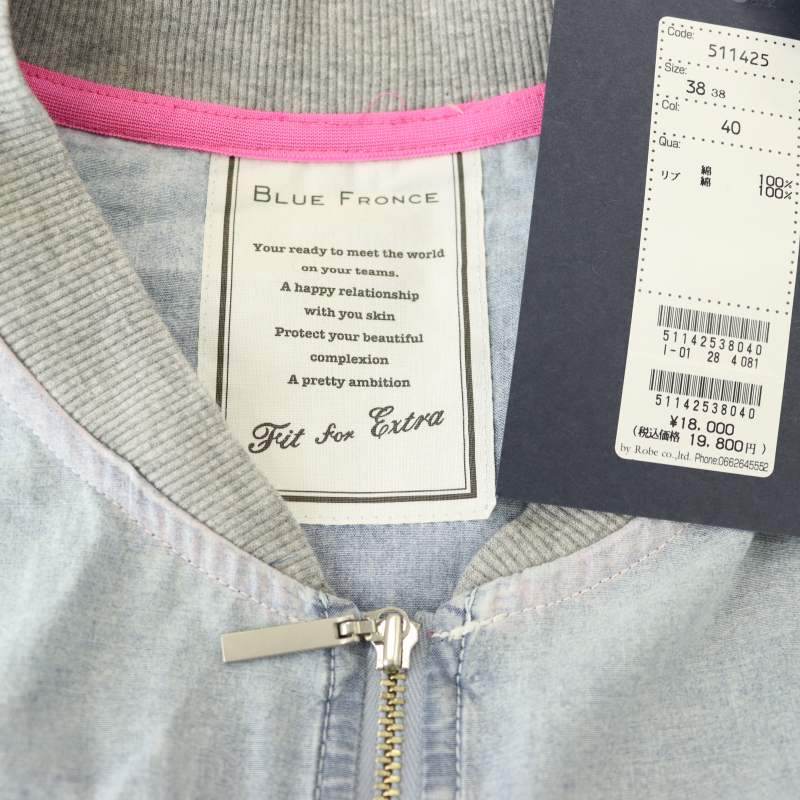 BLUE FRONCE
Your ready to meet the world
on your teams.
A happy relationship
with you skin
Protect your beautiful
complexion
A pretty ambition
Fit for Extra
Code:
511425
Size:
38 38
Col:
40
Qua:
綿 100%
リブ 綿 100%
51142538040
I-01 28 4081
51142538040
¥18,000
(税込価格 19,800円)
by Robe co.,ltd. Phone:0662645552